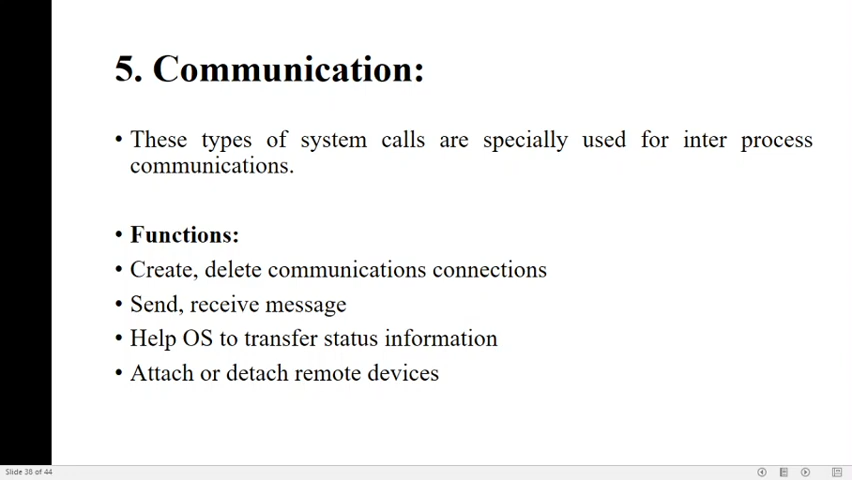 5. Communication:
• These types of system calls are specially used for inter process
communications.
• Functions:
• Create, delete communications connections
• Send, receive message
• Help OS to transfer status information
• Attach or detach remote devices
Slide 38 of 44